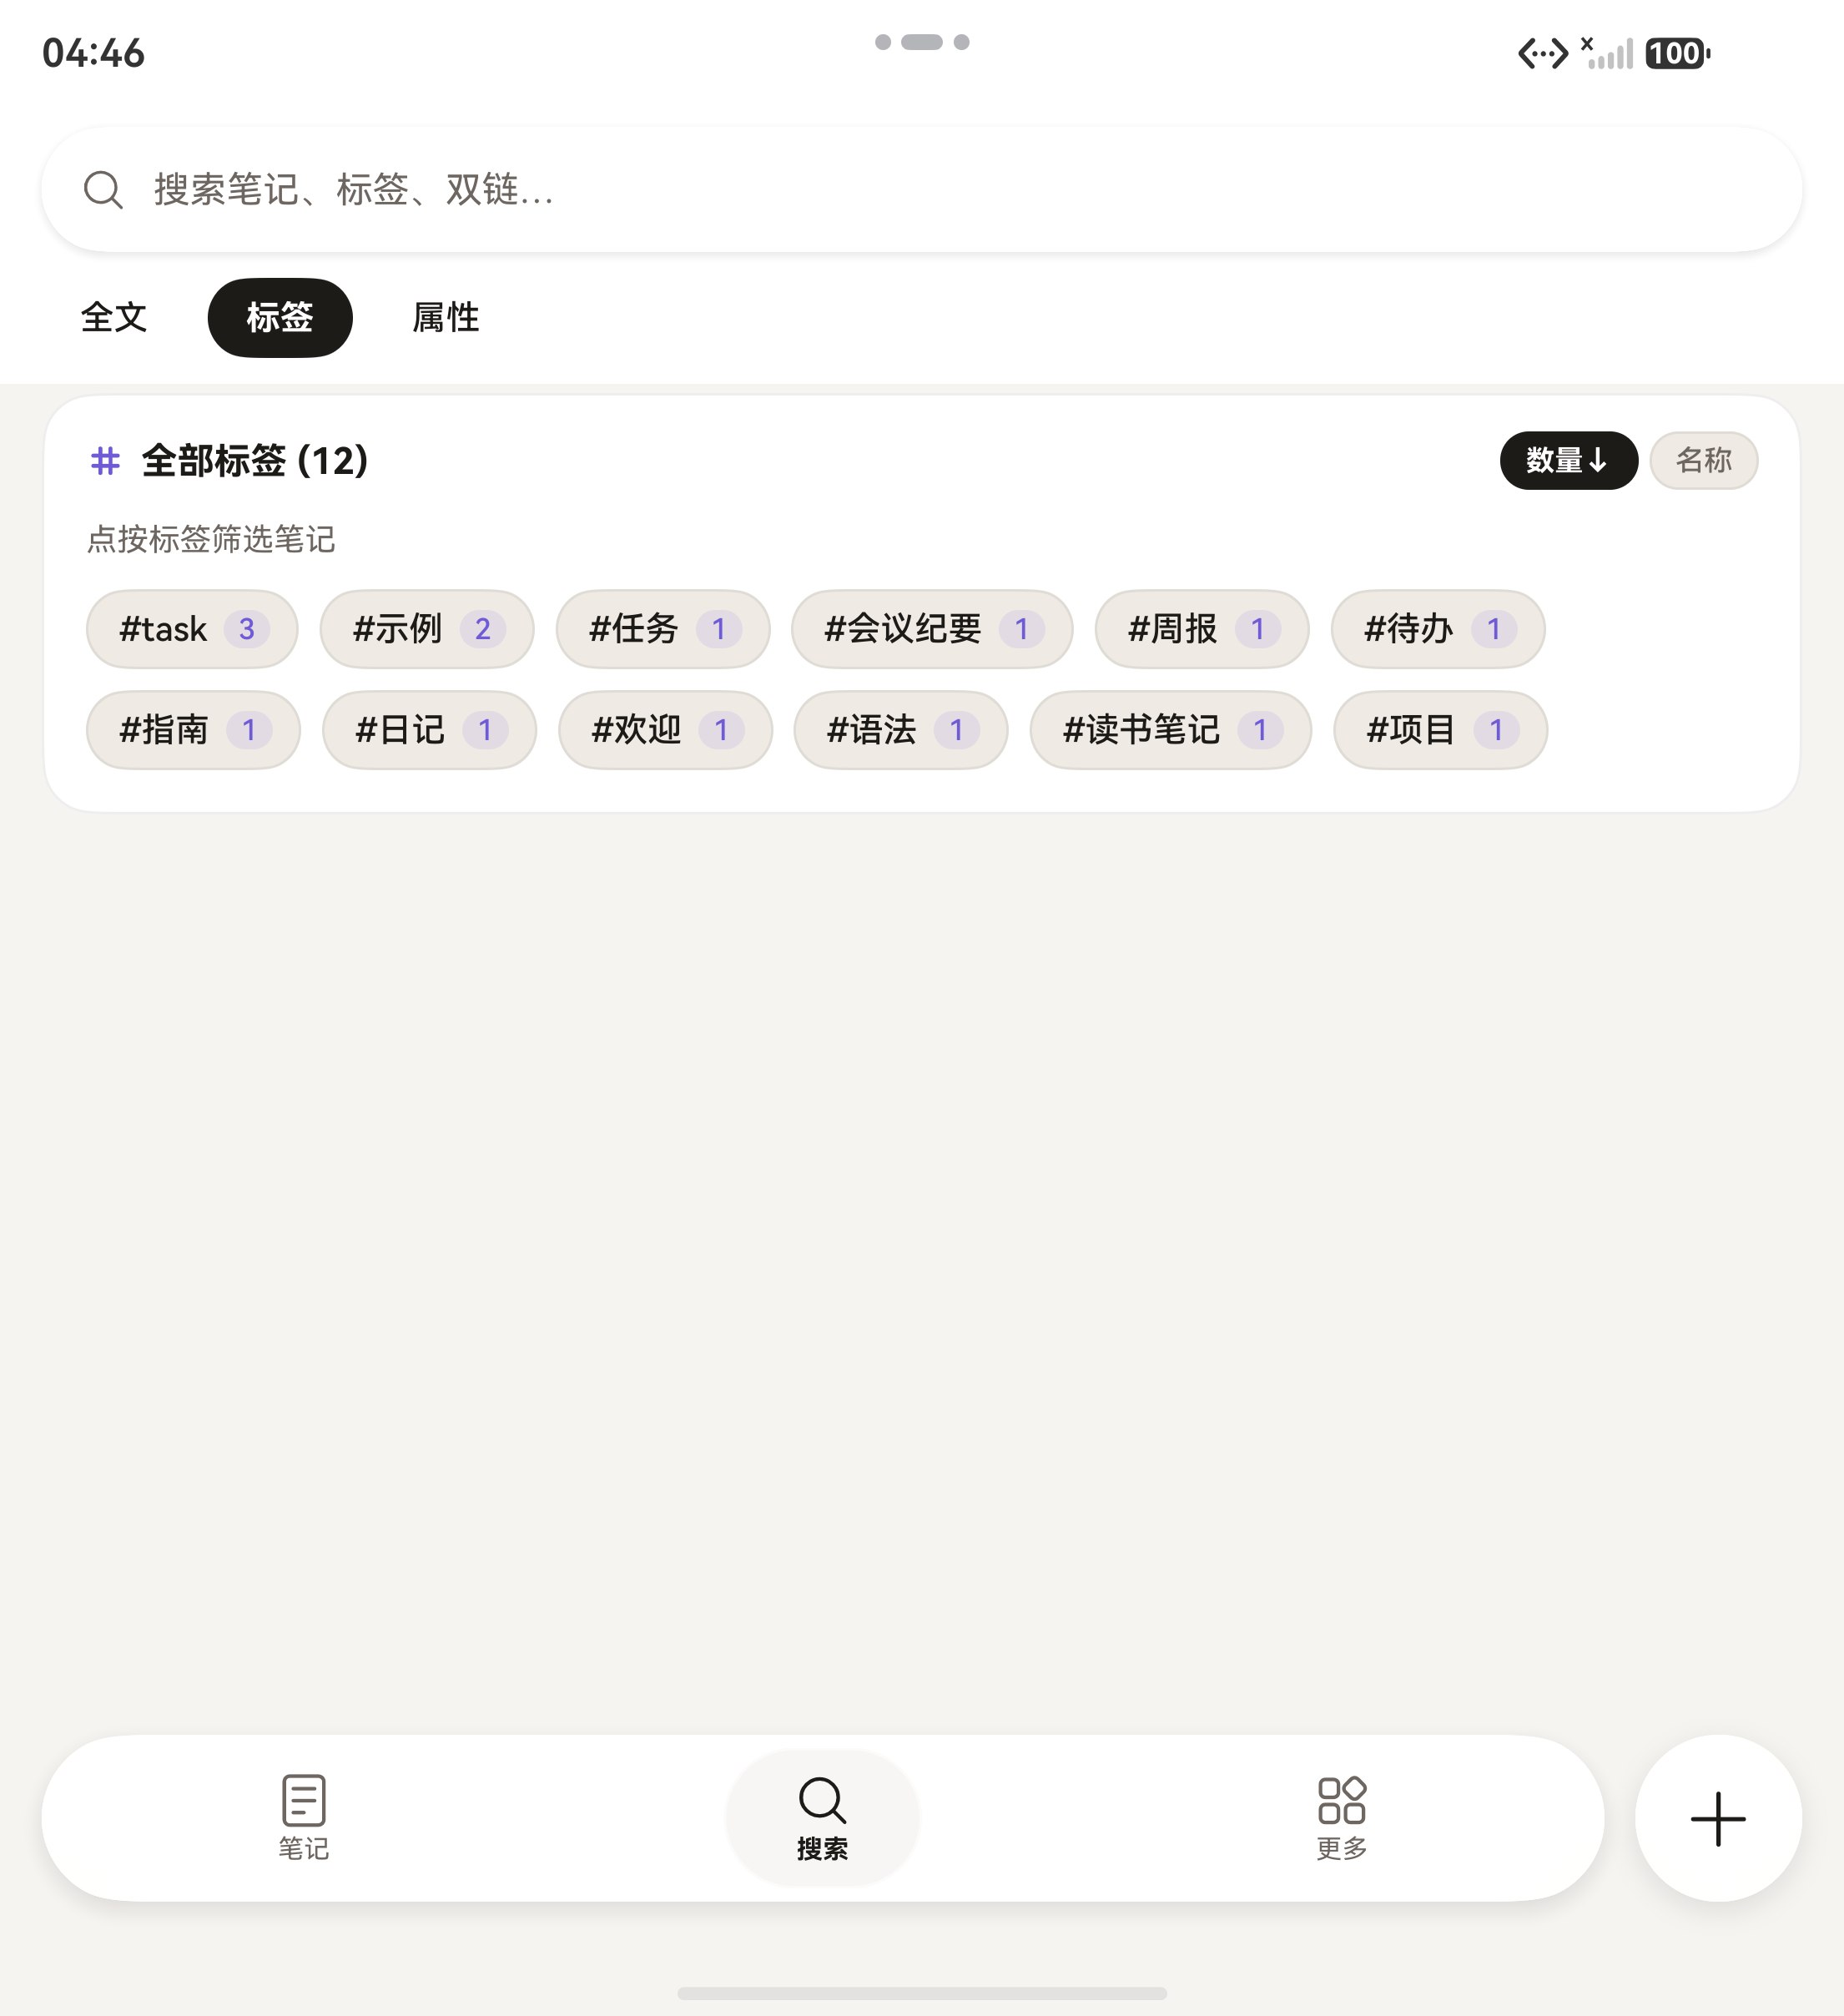 04:46
100
搜索笔记、标签、双链...
全文 标签 属性
全部标签 (12) 数量↓ 名称
点按标签筛选笔记
#task 3 #示例 2 #任务 1 #会议纪要 1 #周报 1 #待办 1
#指南 1 #日记 1 #欢迎 1 #语法 1 #读书笔记 1 #项目 1
笔记 搜索 更多